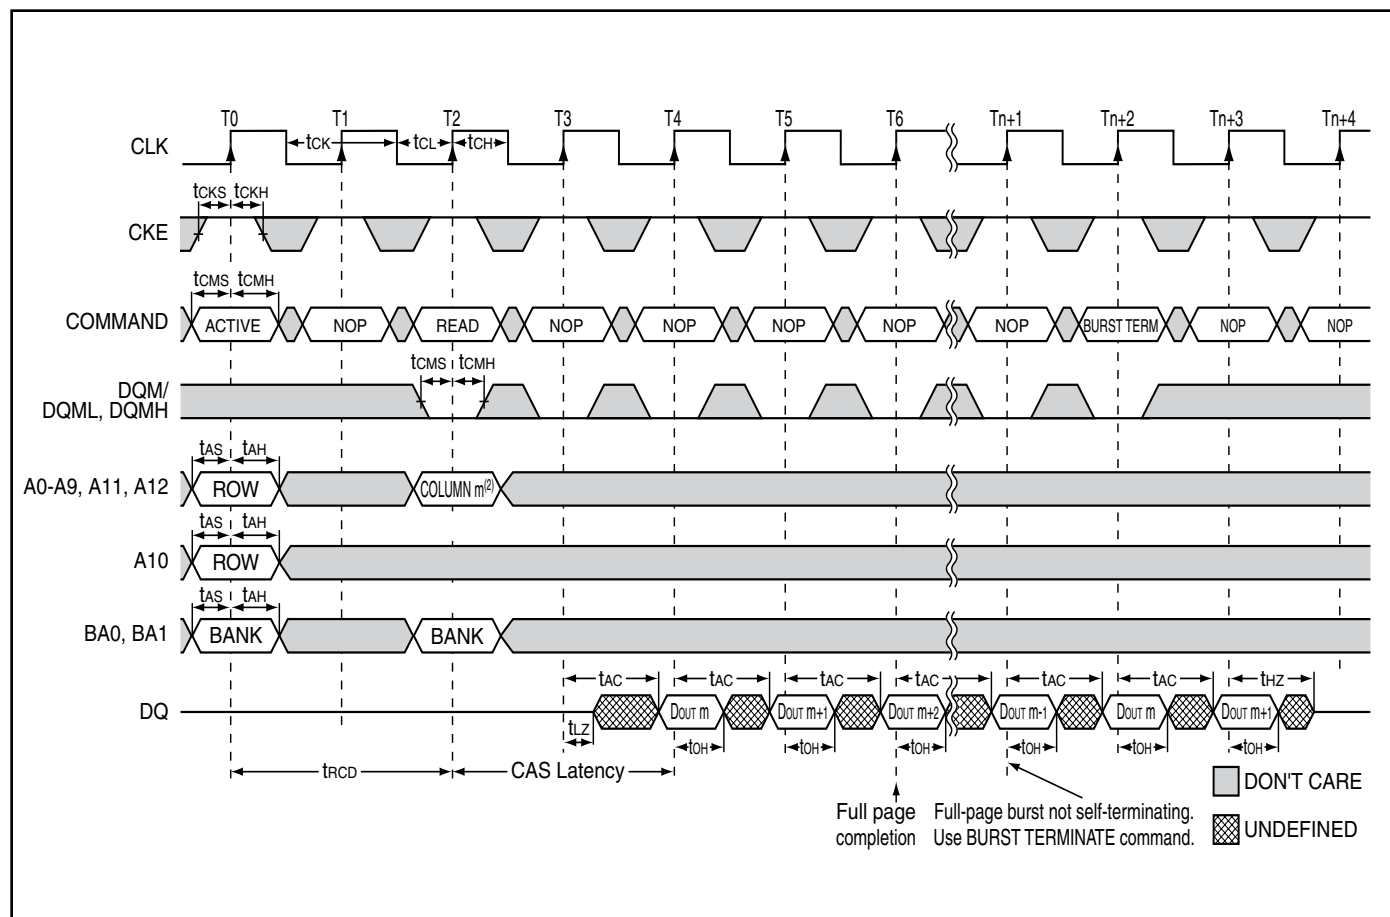 T0 T1 T2 T3 T4 T5 T6 Tn+1 Tn+2 Tn+3 Tn+4
CLK tCK tCL tCH
tCKS tCKH
CKE
tCMS tCMH
COMMAND ACTIVE NOP READ NOP NOP NOP NOP NOP BURST TERM NOP NOP
tCMS tCMH
DQM/
DQML, DQMH
tAS tAH
A0-A9, A11, A12 ROW COLUMN m(2)
tAS tAH
A10 ROW
tAS tAH
BA0, BA1 BANK BANK
tAC tAC tAC tAC tAC tAC tHZ
DQ DOUT m DOUT m+1 DOUT m+2 DOUT m-1 DOUT m DOUT m+1
tLZ tOH tOH tOH tOH tOH tOH
tRCD CAS Latency
DON'T CARE
Full page Full-page burst not self-terminating.
completion Use BURST TERMINATE command.
UNDEFINED